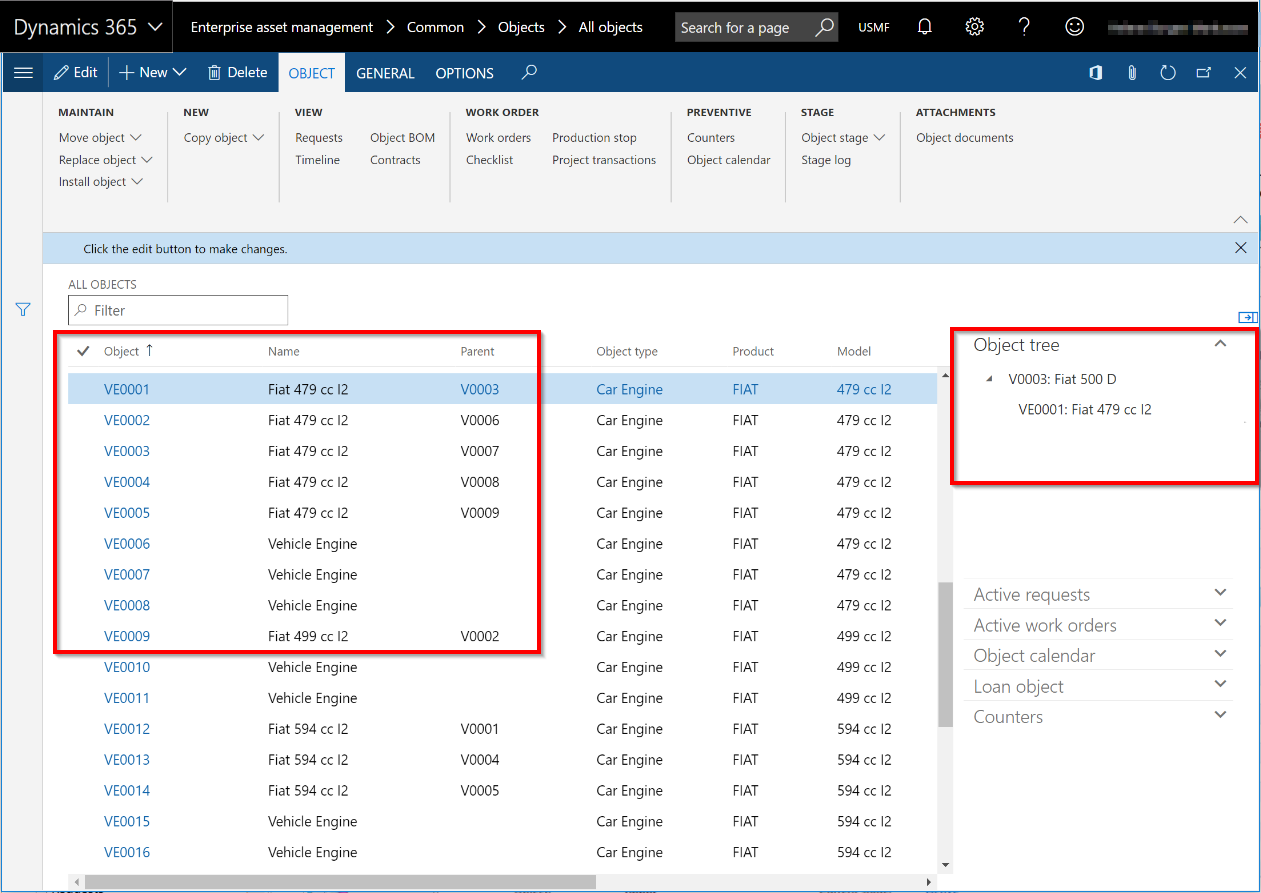 Dynamics 365 Enterprise asset management > Common > Objects > All objects Search for a page USMF ?
Edit New Delete OBJECT GENERAL OPTIONS
MAINTAIN NEW VIEW WORK ORDER PREVENTIVE STAGE ATTACHMENTS
Move object Copy object Requests Object BOM Work orders Production stop Counters Object stage Object documents
Replace object Timeline Contracts Checklist Project transactions Object calendar Stage log
Install object
Click the edit button to make changes.
ALL OBJECTS
Filter
Object Name Parent Object type Product Model
VE0001 Fiat 479 cc I2 V0003 Car Engine FIAT 479 cc I2
VE0002 Fiat 479 cc I2 V0006 Car Engine FIAT 479 cc I2
VE0003 Fiat 479 cc I2 V0007 Car Engine FIAT 479 cc I2
VE0004 Fiat 479 cc I2 V0008 Car Engine FIAT 479 cc I2
VE0005 Fiat 479 cc I2 V0009 Car Engine FIAT 479 cc I2
VE0006 Vehicle Engine Car Engine FIAT 479 cc I2
VE0007 Vehicle Engine Car Engine FIAT 479 cc I2
VE0008 Vehicle Engine Car Engine FIAT 479 cc I2
VE0009 Fiat 499 cc I2 V0002 Car Engine FIAT 499 cc I2
VE0010 Vehicle Engine Car Engine FIAT 499 cc I2
VE0011 Vehicle Engine Car Engine FIAT 499 cc I2
VE0012 Fiat 594 cc I2 V0001 Car Engine FIAT 594 cc I2
VE0013 Fiat 594 cc I2 V0004 Car Engine FIAT 594 cc I2
VE0014 Fiat 594 cc I2 V0005 Car Engine FIAT 594 cc I2
VE0015 Vehicle Engine Car Engine FIAT 594 cc I2
VE0016 Vehicle Engine Car Engine FIAT 594 cc I2
Object tree
V0003: Fiat 500 D
VE0001: Fiat 479 cc I2
Active requests
Active work orders
Object calendar
Loan object
Counters